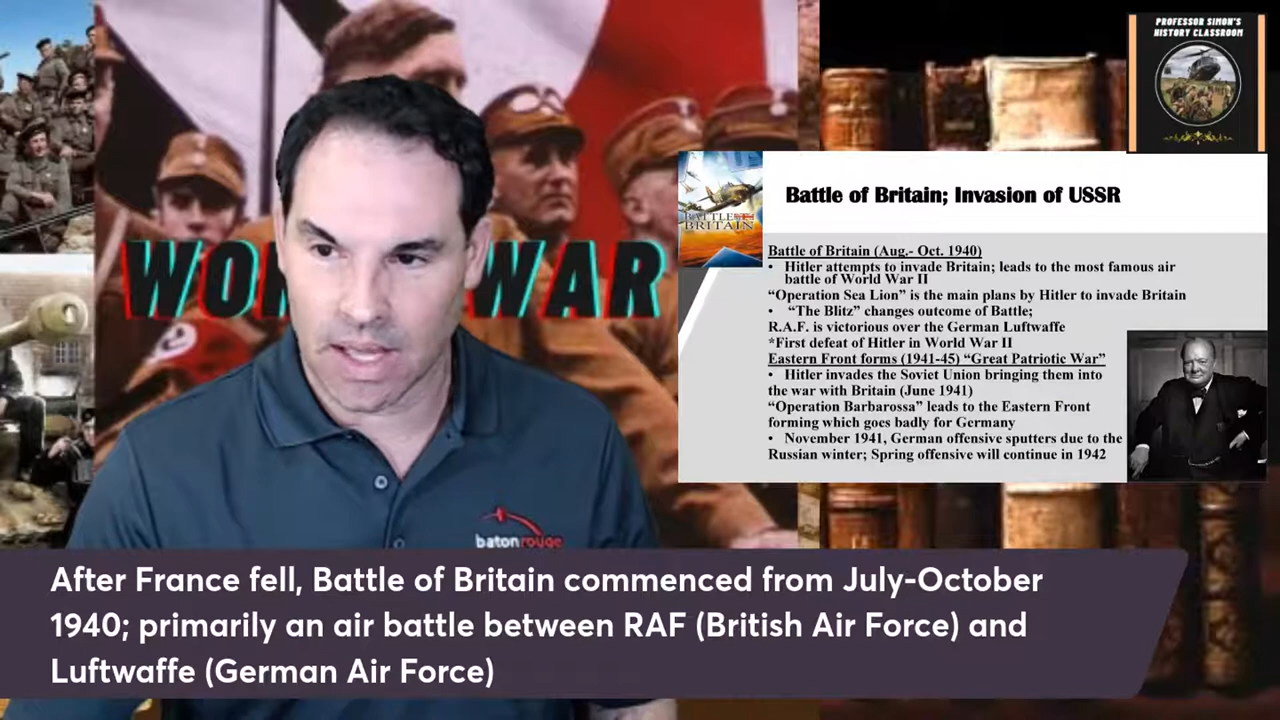 PROFESSOR SIMON'S
HISTORY CLASSROOM
WOR WAR
BATTLE OF
BRITAIN
Battle of Britain; Invasion of USSR
Battle of Britain (Aug.- Oct. 1940)
• Hitler attempts to invade Britain; leads to the most famous air
battle of World War II
“Operation Sea Lion” is the main plans by Hitler to invade Britain
• “The Blitz” changes outcome of Battle;
R.A.F. is victorious over the German Luftwaffe
*First defeat of Hitler in World War II
Eastern Front forms (1941-45) “Great Patriotic War”
• Hitler invades the Soviet Union bringing them into
the war with Britain (June 1941)
“Operation Barbarossa” leads to the Eastern Front
forming which goes badly for Germany
• November 1941, German offensive sputters due to the
Russian winter; Spring offensive will continue in 1942
batonrouge
After France fell, Battle of Britain commenced from July-October
1940; primarily an air battle between RAF (British Air Force) and
Luftwaffe (German Air Force)